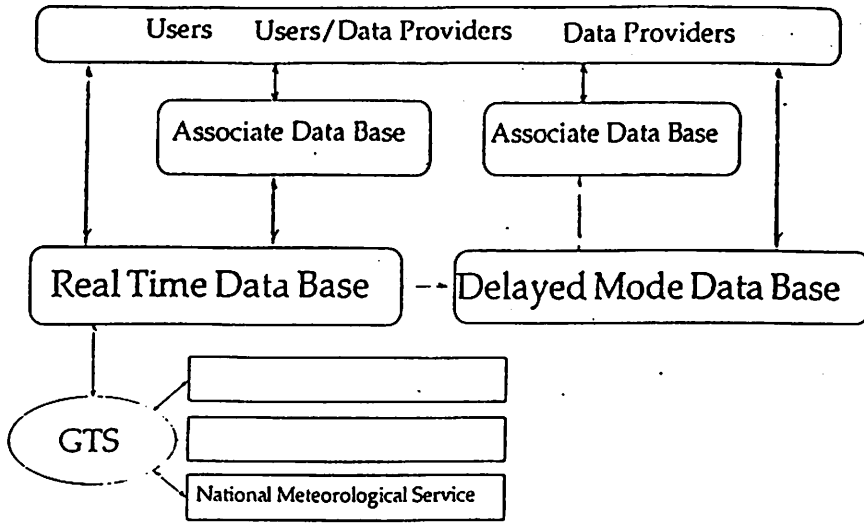 Users Users/Data Providers Data Providers
Associate Data Base Associate Data Base
Real Time Data Base Delayed Mode Data Base
GTS
National Meteorological Service